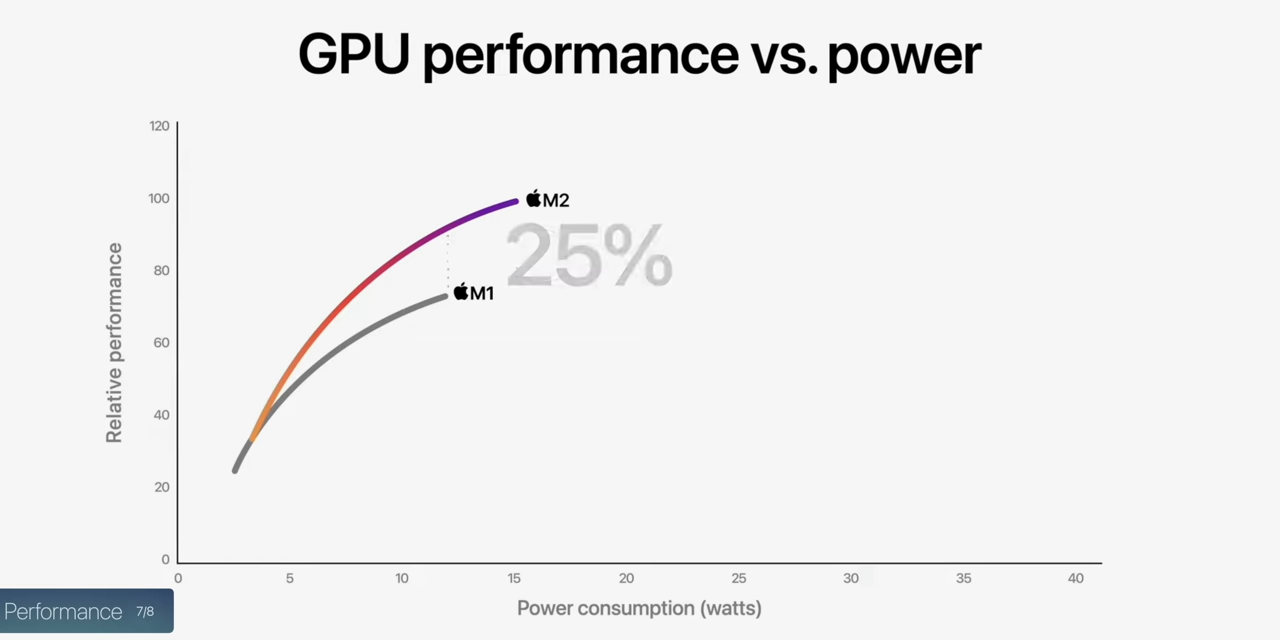 GPU performance vs. power
120
100
80
60
40
20
0
Relative performance
M2
25%
M1
0 5 10 15 20 25 30 35 40
Power consumption (watts)
Performance 7/8